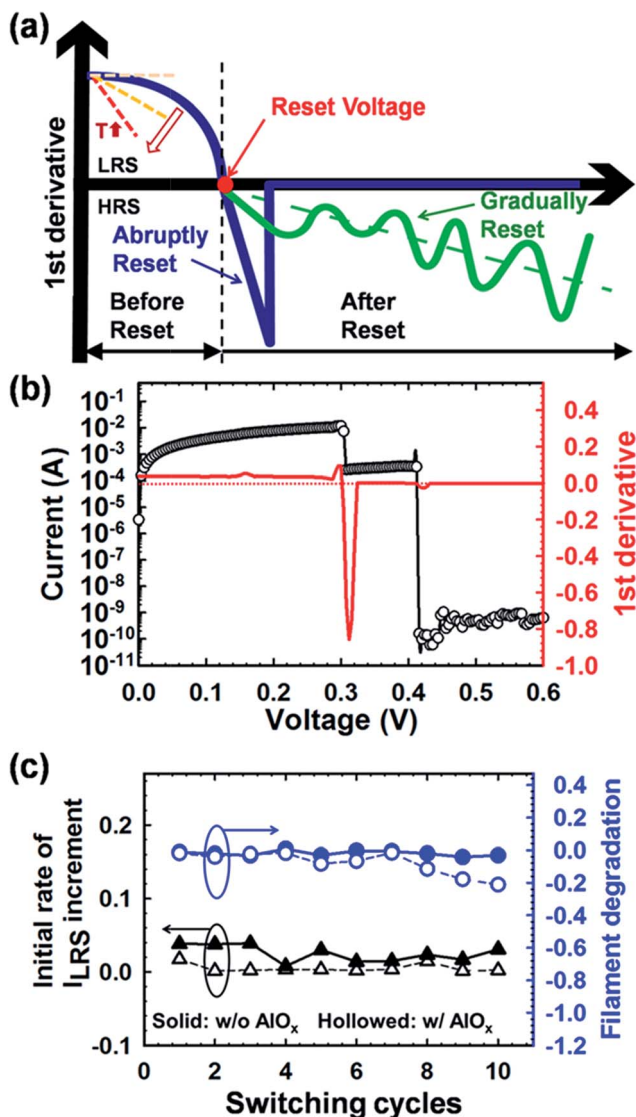 (a)
1st derivative
T
LRS
HRS
Reset Voltage
Abruptly
Reset
Gradually
Reset
Before
Reset
After
Reset
(b)
Current (A)
10⁻¹
10⁻²
10⁻³
10⁻⁴
10⁻⁵
10⁻⁶
10⁻⁷
10⁻⁸
10⁻⁹
10⁻¹⁰
10⁻¹¹
0.0 0.1 0.2 0.3 0.4 0.5 0.6
Voltage (V)
0.4
0.2
0.0
-0.2
-0.4
-0.6
-0.8
-1.0
1st derivative
(c)
Initial rate of
I_LRS increment
0.2
0.1
0.0
-0.1
Solid: w/o AlOₓ Hollowed: w/ AlOₓ
0 2 4 6 8 10
Switching cycles
0.4
0.2
0.0
-0.2
-0.4
-0.6
-0.8
-1.0
-1.2
Filament degradation